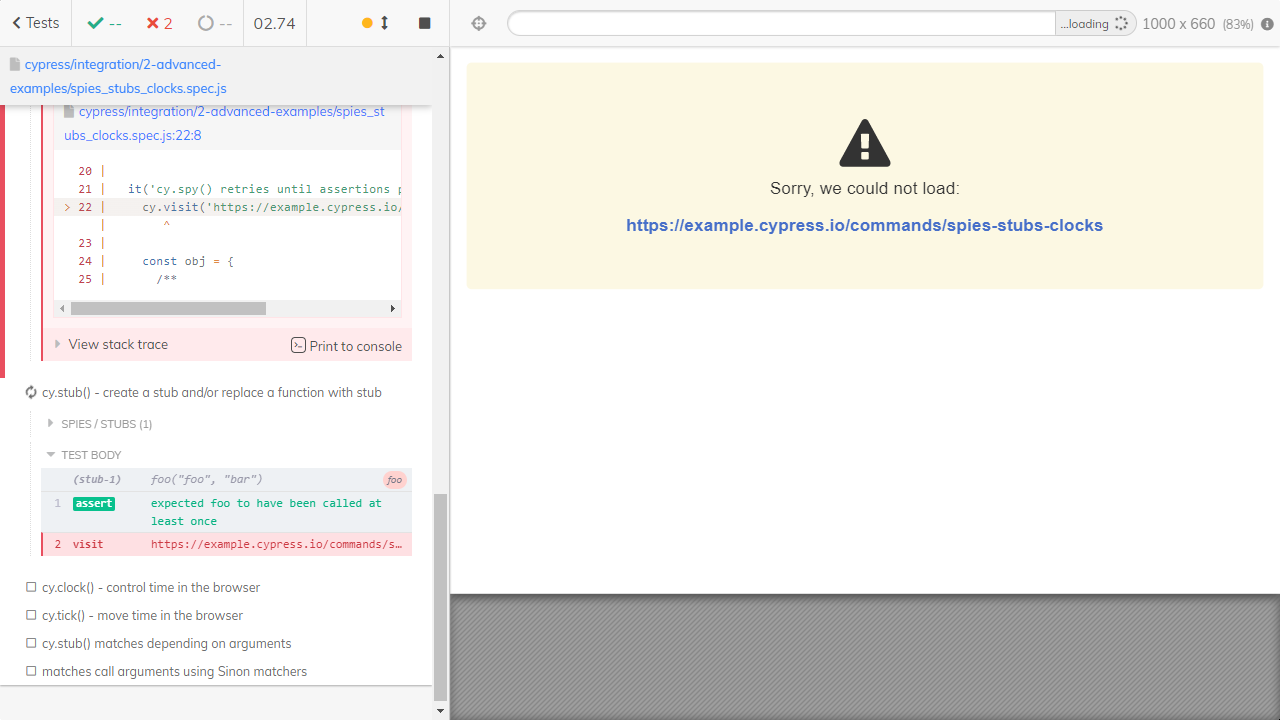 Tests
--
2
--
02.74
...loading
1000 x 660 (83%)
cypress/integration/2-advanced-
examples/spies_stubs_clocks.spec.js
cypress/integration/2-advanced-examples/spies_st
ubs_clocks.spec.js:22:8
20 |
21 | it('cy.spy() retries until assertions p
> 22 | cy.visit('https://example.cypress.io/
| ^
23 |
24 | const obj = {
25 | /**
View stack trace
Print to console
cy.stub() - create a stub and/or replace a function with stub
SPIES / STUBS (1)
TEST BODY
(stub-1) foo("foo", "bar") foo
1 assert expected foo to have been called at
least once
2 visit https://example.cypress.io/commands/s...
cy.clock() - control time in the browser
cy.tick() - move time in the browser
cy.stub() matches depending on arguments
matches call arguments using Sinon matchers
Sorry, we could not load:
https://example.cypress.io/commands/spies-stubs-clocks